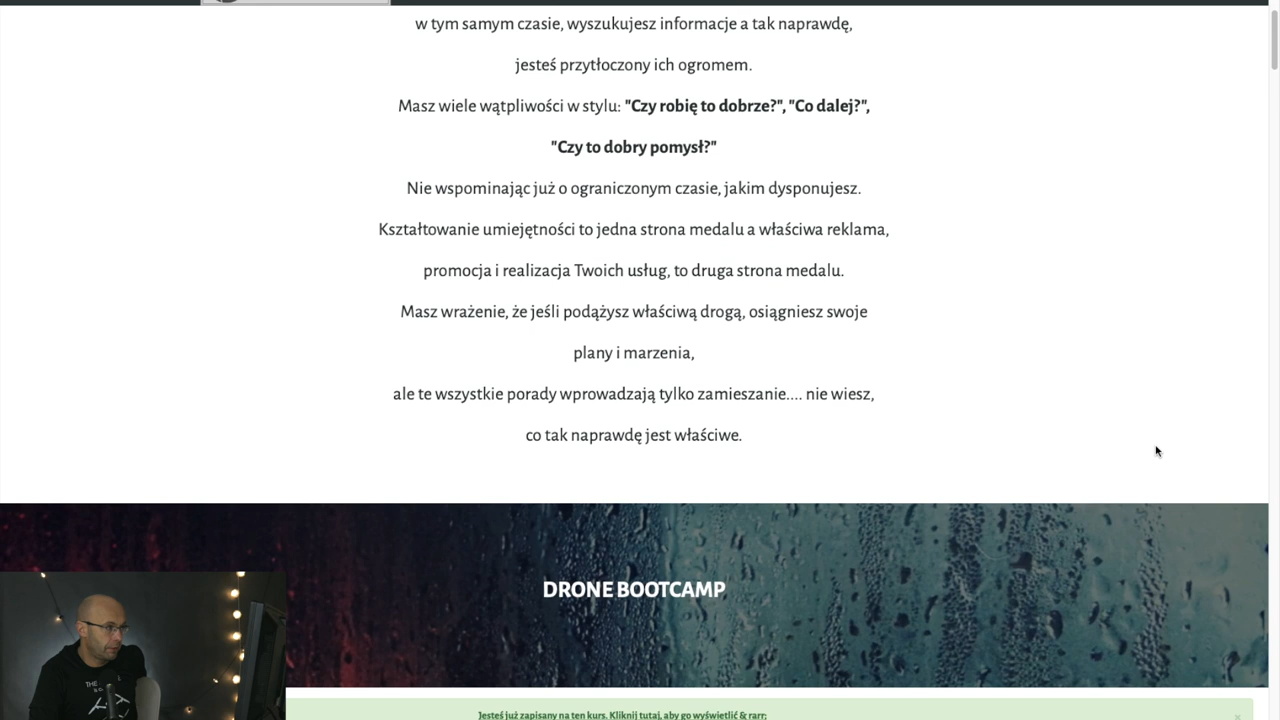 w tym samym czasie, wyszukujesz informacje a tak naprawdę,
jesteś przytłoczony ich ogromem.
Masz wiele wątpliwości w stylu: "Czy robię to dobrze?", "Co dalej?",
"Czy to dobry pomysł?"
Nie wspominając już o ograniczonym czasie, jakim dysponujesz.
Kształtowanie umiejętności to jedna strona medalu a właściwa reklama,
promocja i realizacja Twoich usług, to druga strona medalu.
Masz wrażenie, że jeśli podążysz właściwą drogą, osiągniesz swoje
plany i marzenia,
ale te wszystkie porady wprowadzają tylko zamieszanie.... nie wiesz,
co tak naprawdę jest właściwe.
DRONE BOOTCAMP
THE
Jesteś już zapisany na ten kurs. Kliknij tutaj, aby go wyświetlić & rarr;